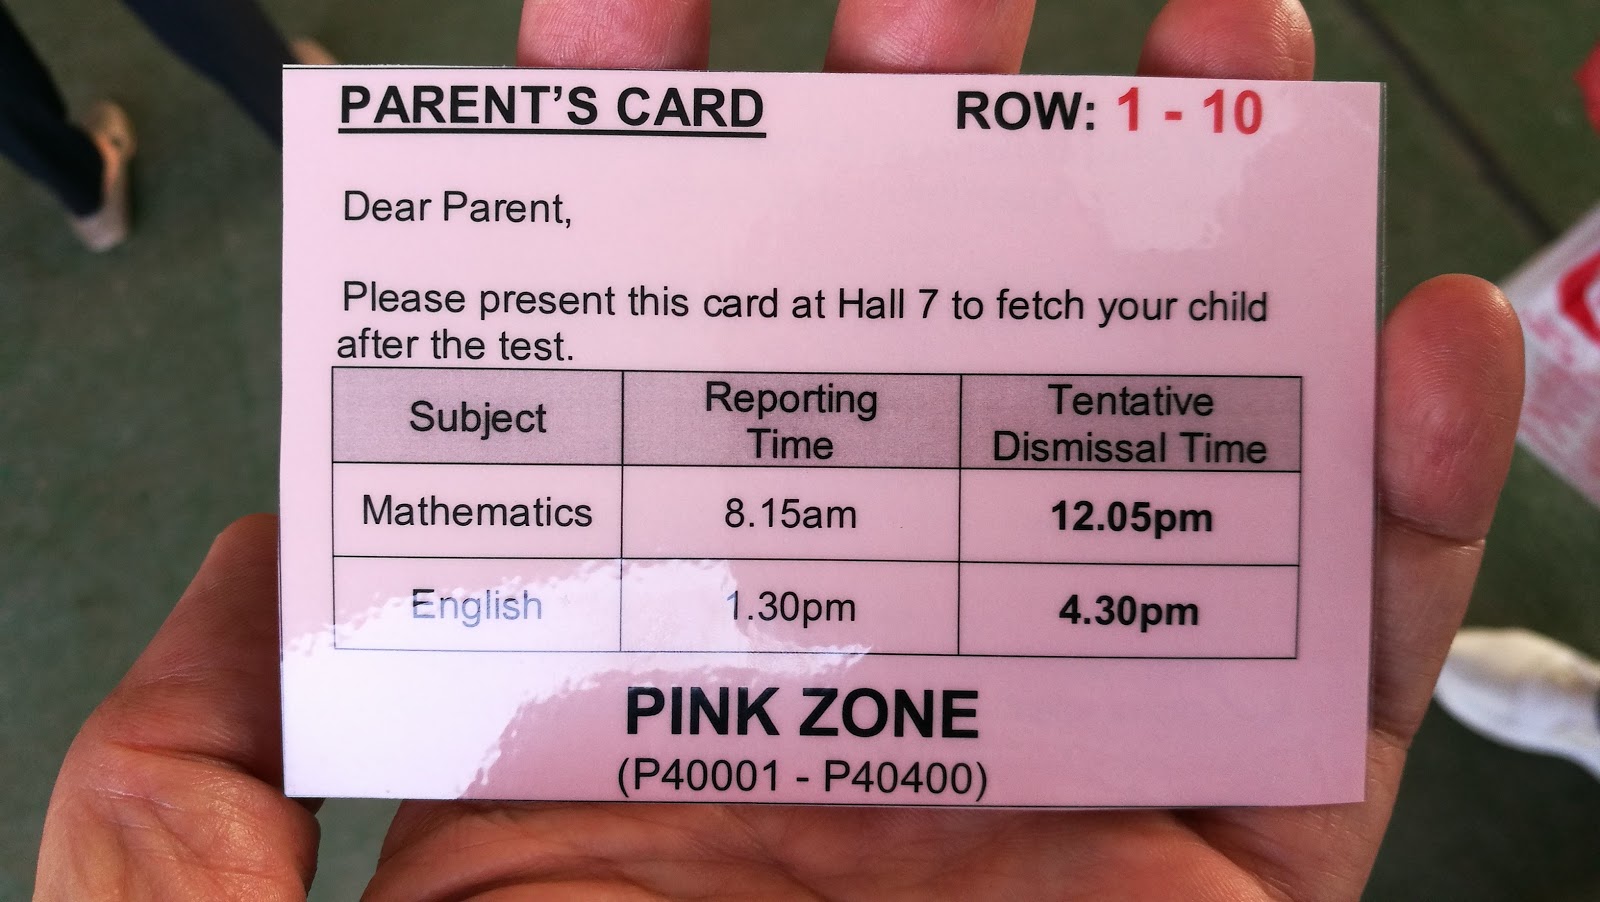 PARENT'S CARD ROW: 1 - 10
Dear Parent,
Please present this card at Hall 7 to fetch your child
after the test.
Subject Reporting Time Tentative Dismissal Time
Mathematics 8.15am 12.05pm
English 1.30pm 4.30pm
PINK ZONE
(P40001 - P40400)